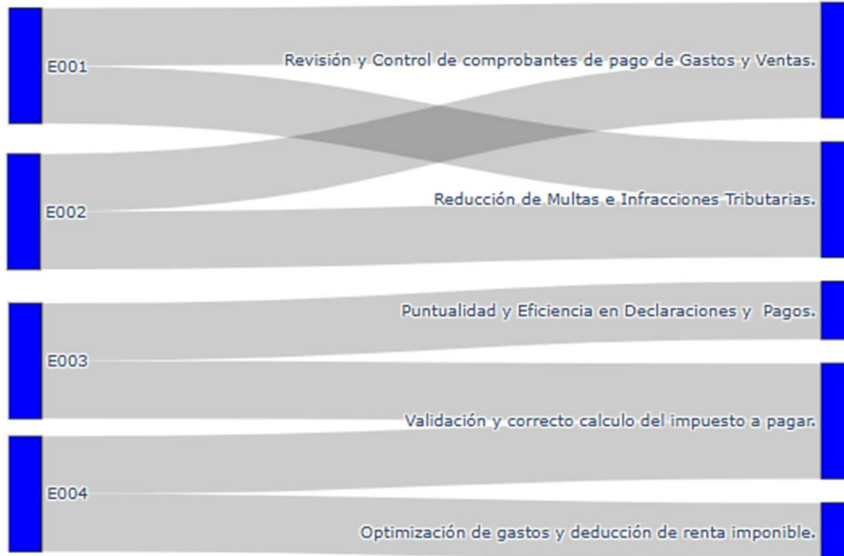 E001
Revisión y Control de comprobantes de pago de Gastos y Ventas.
Reducción de Multas e Infracciones Tributarias.
E002
Puntualidad y Eficiencia en Declaraciones y  Pagos.
E003
Validación y correcto calculo del impuesto a pagar.
E004
Optimización de gastos y deducción de renta imponible.